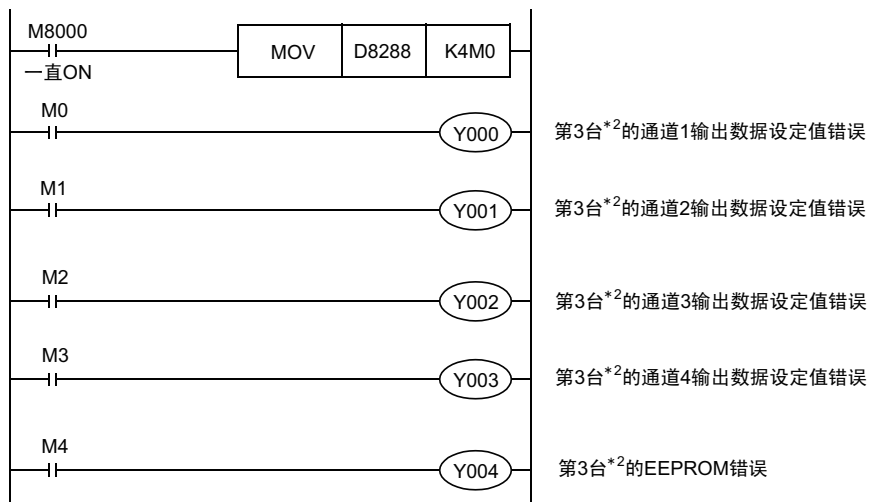 M8000
MOV D8288 K4M0
一直ON
M0
Y000 第3台*2的通道1输出数据设定值错误
M1
Y001 第3台*2的通道2输出数据设定值错误
M2
Y002 第3台*2的通道3输出数据设定值错误
M3
Y003 第3台*2的通道4输出数据设定值错误
M4
Y004 第3台*2的EEPROM错误